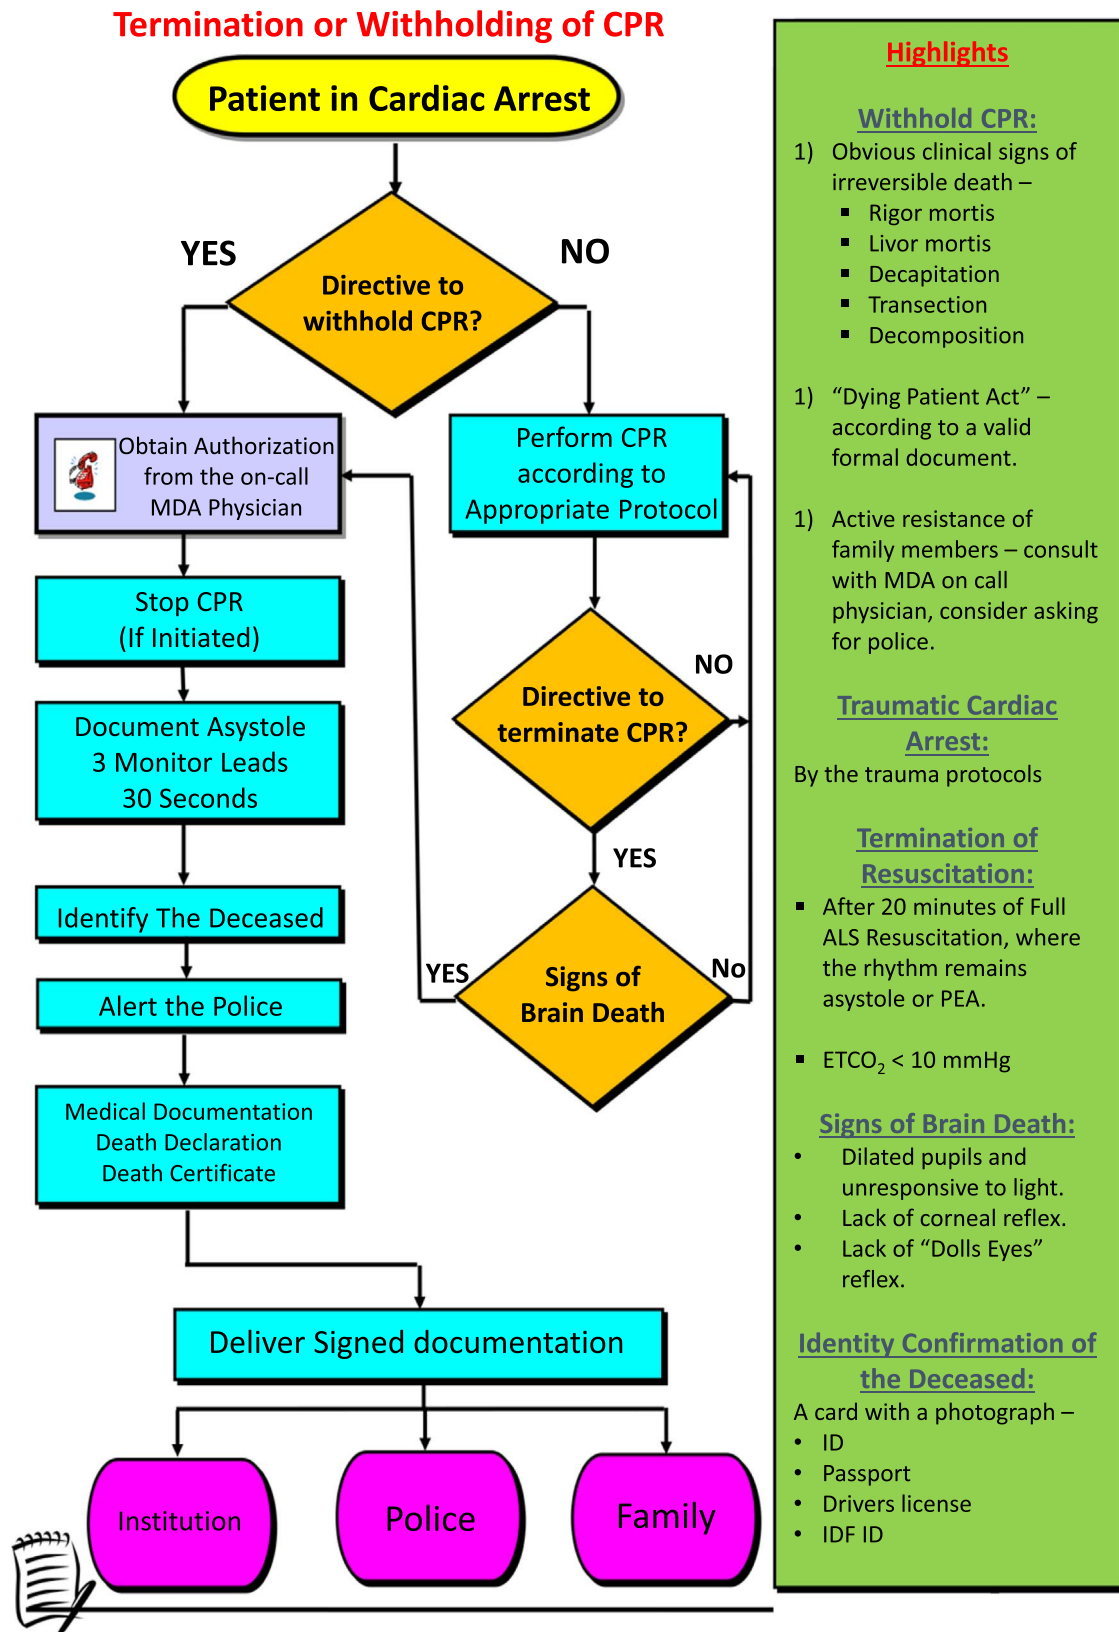 Termination or Withholding of CPR
Patient in Cardiac Arrest
YES
NO
Directive to
withhold CPR?
Obtain Authorization
from the on-call
MDA Physician
Perform CPR
according to
Appropriate Protocol
Stop CPR
(If Initiated)
NO
Directive to
terminate CPR?
Document Asystole
3 Monitor Leads
30 Seconds
YES
Identify The Deceased
YES
No
Signs of
Brain Death
Alert the Police
Medical Documentation
Death Declaration
Death Certificate
Deliver Signed documentation
Institution
Police
Family
Highlights
Withhold CPR:
1) Obvious clinical signs of
irreversible death –
▪ Rigor mortis
▪ Livor mortis
▪ Decapitation
▪ Transection
▪ Decomposition
1) “Dying Patient Act” –
according to a valid
formal document.
1) Active resistance of
family members – consult
with MDA on call
physician, consider asking
for police.
Traumatic Cardiac
Arrest:
By the trauma protocols
Termination of
Resuscitation:
▪ After 20 minutes of Full
ALS Resuscitation, where
the rhythm remains
asystole or PEA.
▪ ETCO₂ < 10 mmHg
Signs of Brain Death:
• Dilated pupils and
unresponsive to light.
• Lack of corneal reflex.
• Lack of “Dolls Eyes”
reflex.
Identity Confirmation of
the Deceased:
A card with a photograph –
• ID
• Passport
• Drivers license
• IDF ID